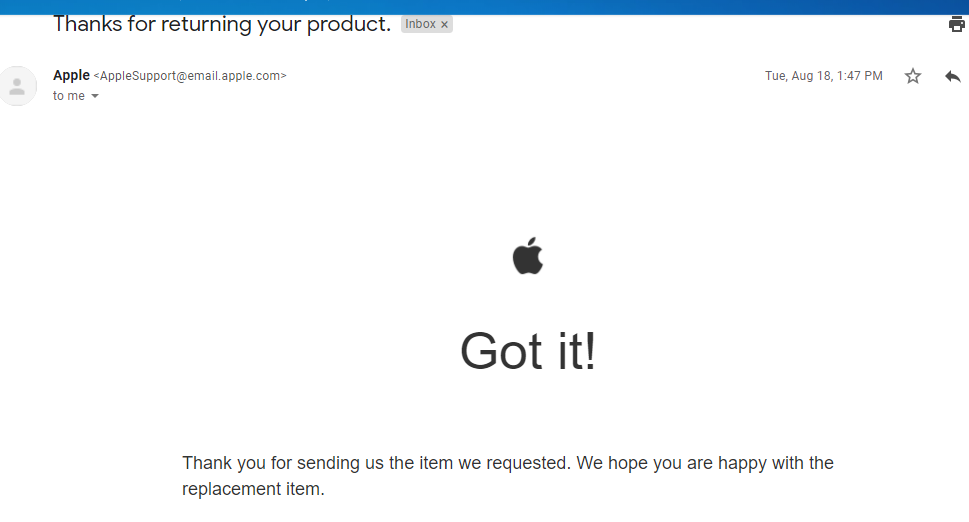 Thanks for returning your product. Inbox ×
Apple <AppleSupport@email.apple.com> Tue, Aug 18, 1:47 PM
to me
Got it!
Thank you for sending us the item we requested. We hope you are happy with the
replacement item.